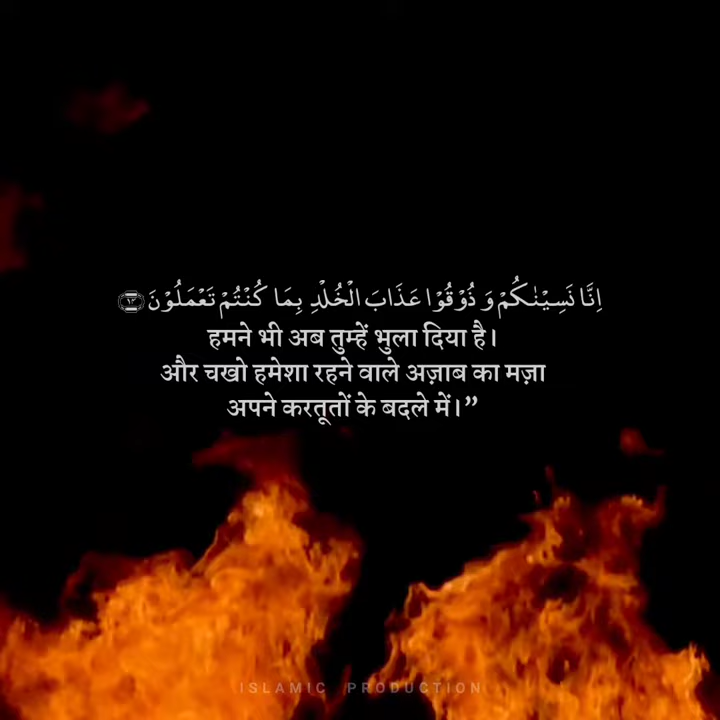 اِنَّا نَسِيْنٰكُمْ وَ ذُوْقُوْا عَذَابَ الْخُلْدِ بِمَا كُنْتُمْ تَعْمَلُوْنَ
हमने भी अब तुम्हें भुला दिया है।
और चखो हमेशा रहने वाले अज़ाब का मज़ा
अपने करतूतों के बदले में।”
ISLAMIC PRODUCTION